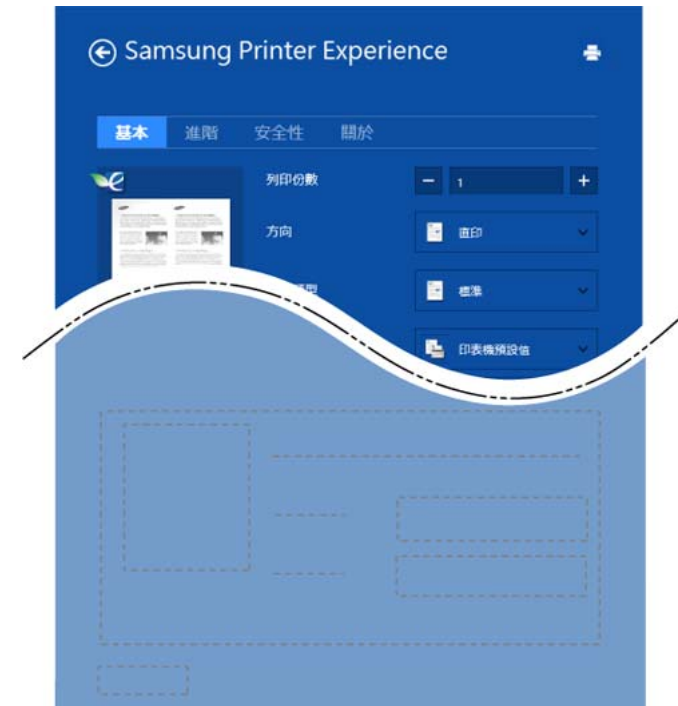 Samsung Printer Experience
基本 進階 安全性 關於
列印份數 1
方向 直印
標準
印表機預設值